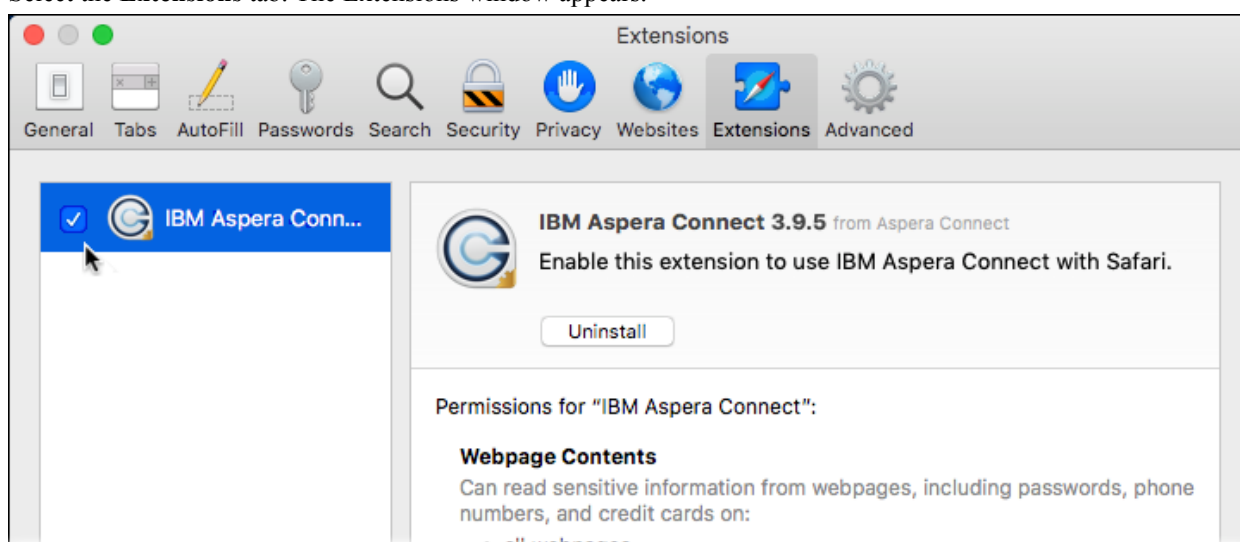 Select the Extensions tab. The Extensions window appears.
Extensions
General Tabs AutoFill Passwords Search Security Privacy Websites Extensions Advanced
IBM Aspera Conn...
IBM Aspera Connect 3.9.5 from Aspera Connect
Enable this extension to use IBM Aspera Connect with Safari.
Uninstall
Permissions for “IBM Aspera Connect”:
Webpage Contents
Can read sensitive information from webpages, including passwords, phone
numbers, and credit cards on:
all webpages